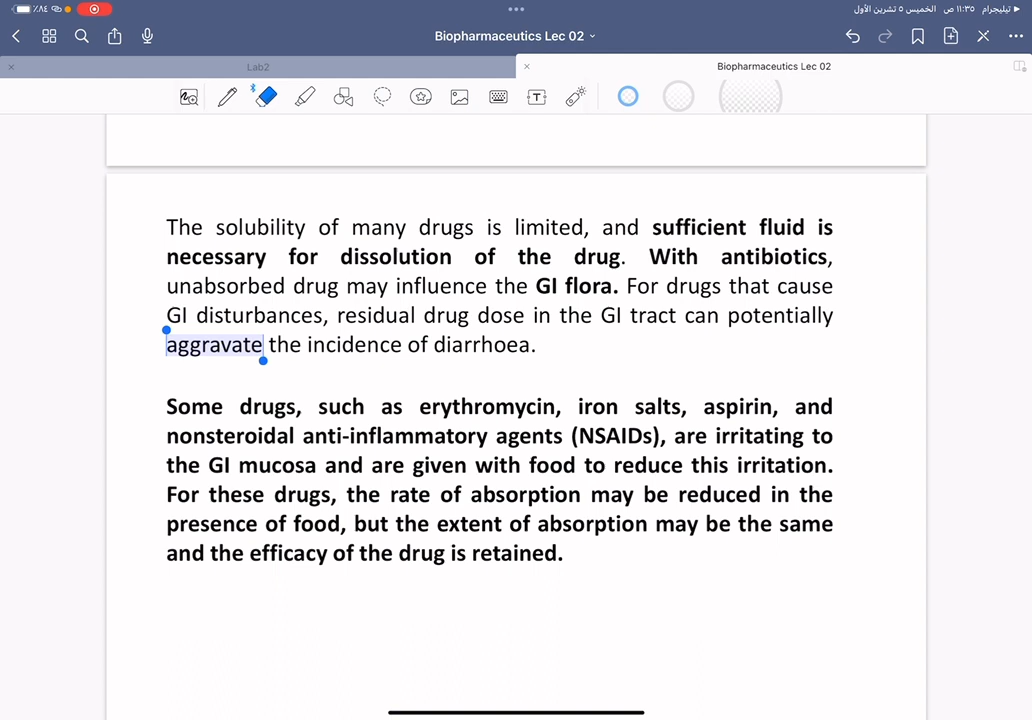 ٪٨٤
الخميس ٥ تشرين الأول ١١:٣٥ ص تيليجرام ◀
Biopharmaceutics Lec 02
Lab2
Biopharmaceutics Lec 02
The solubility of many drugs is limited, and sufficient fluid is
necessary for dissolution of the drug. With antibiotics,
unabsorbed drug may influence the GI flora. For drugs that cause
GI disturbances, residual drug dose in the GI tract can potentially
aggravate the incidence of diarrhoea.
Some drugs, such as erythromycin, iron salts, aspirin, and
nonsteroidal anti-inflammatory agents (NSAIDs), are irritating to
the GI mucosa and are given with food to reduce this irritation.
For these drugs, the rate of absorption may be reduced in the
presence of food, but the extent of absorption may be the same
and the efficacy of the drug is retained.